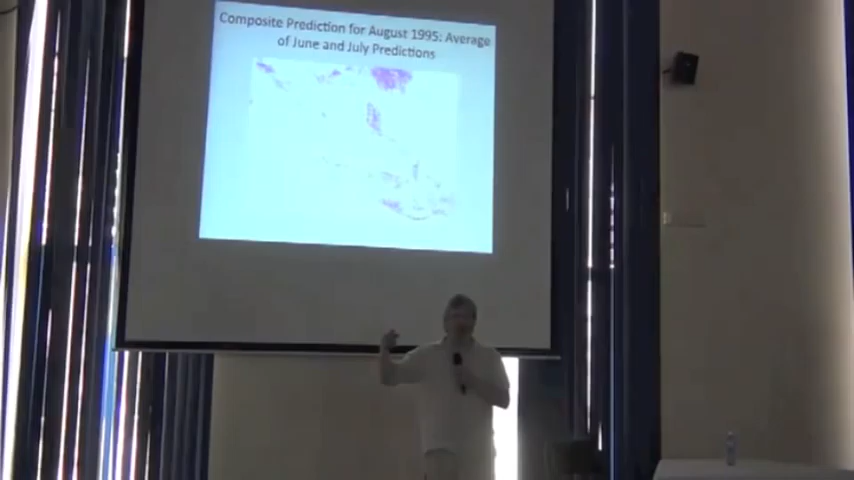 Composite Prediction for August 1995: Average
of June and July Predictions